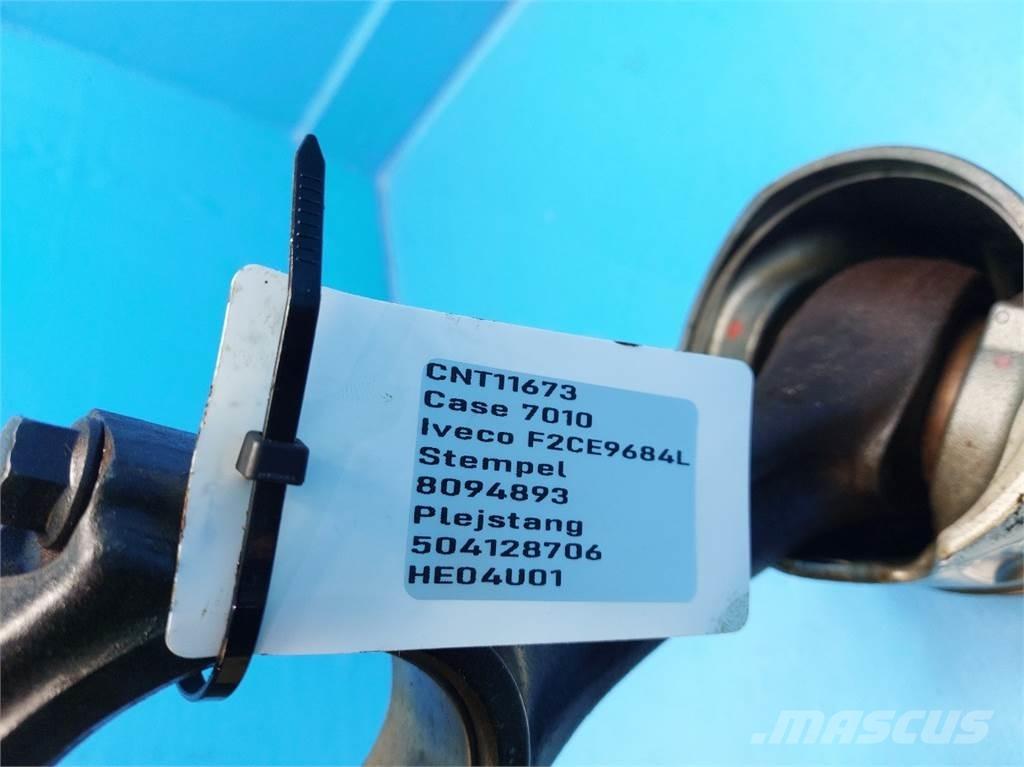 CNT11673
Case 7010
Iveco F2CE9684L
Stempel
8094893
Plejstang
504128706
HE04U01
MASCUS